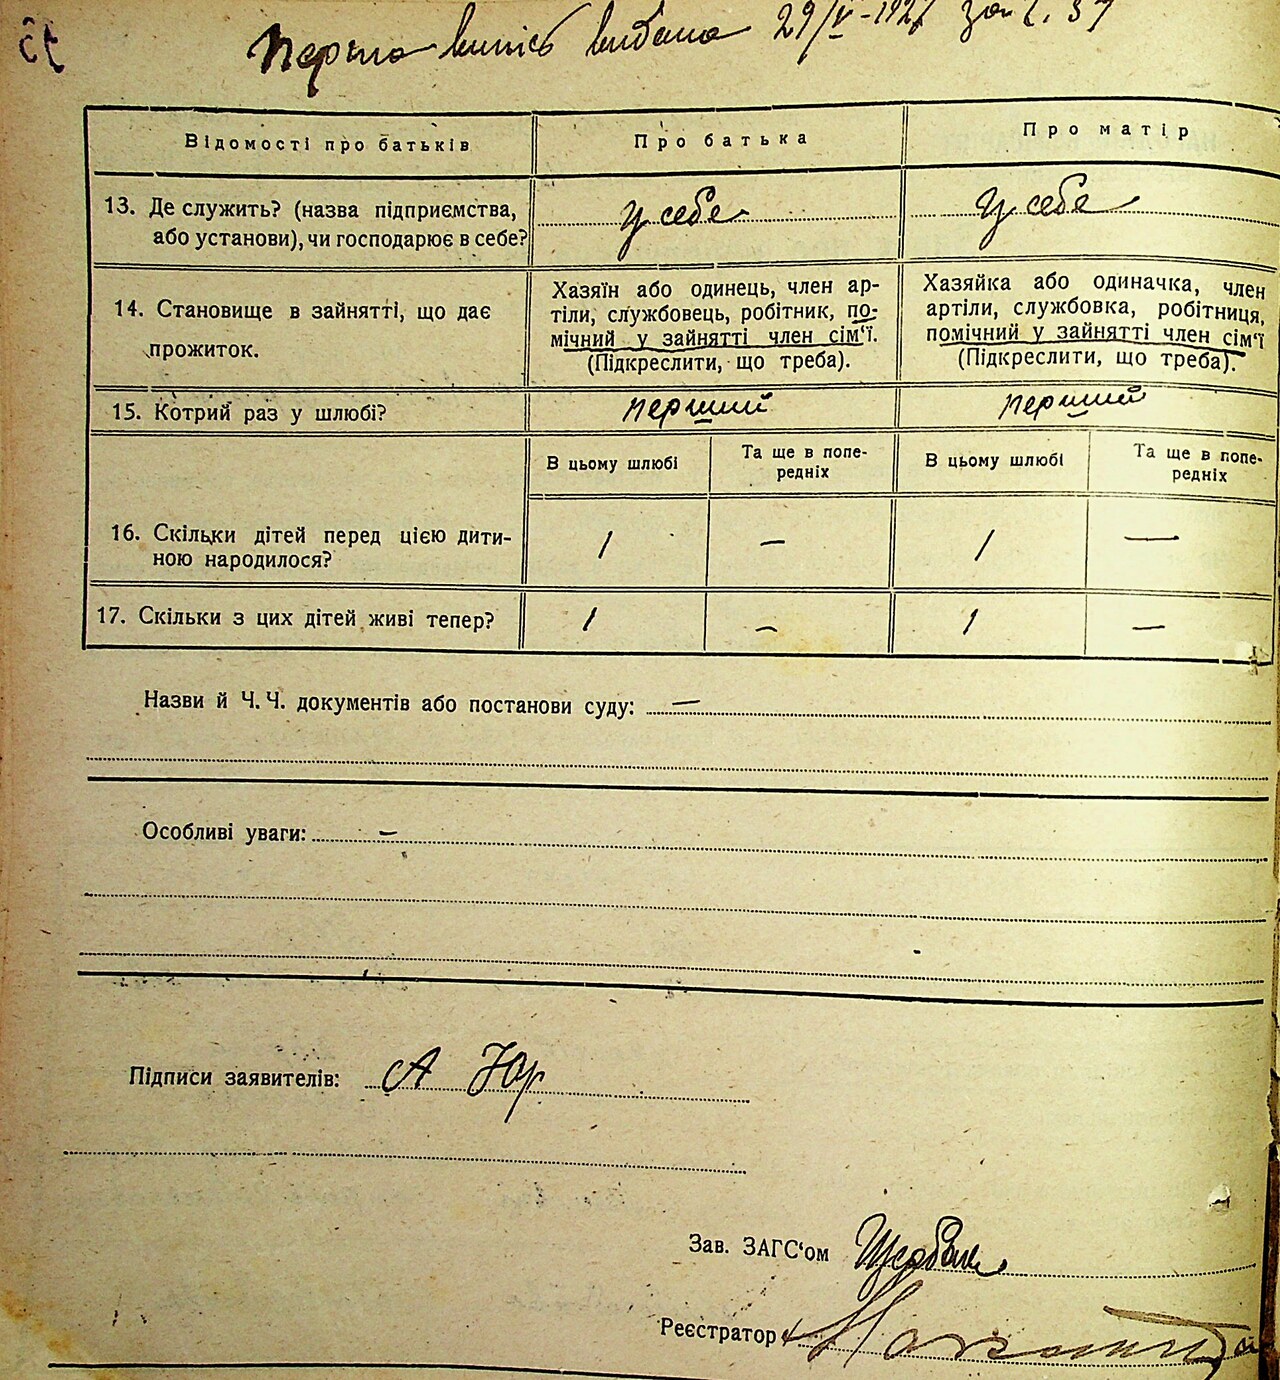 Перша випись видана 29/V-1927 за ч. 37
Відомості про батьків
Про батька
Про матір
13. Де служить? (назва підприємства, або установи), чи господарює в себе?
у себе
у себе
14. Становище в зайнятті, що дає прожиток.
Хазяїн або одинець, член ар-
тілі, службовець, робітник, по-
мічний у зайнятті член сім'ї.
(Підкреслити, що треба).
Хазяйка або одиначка, член
артіли, службовка, робітниця,
помічний у зайнятті член сім'ї
(Підкреслити, що треба).
15. Котрий раз у шлюбі?
перший
перший
В цьому шлюбі
Та ще в попе-
редніх
В цьому шлюбі
Та ще в попе-
редніх
16. Скільки дітей перед цією дити-
ною народилося?
1
—
1
—
17. Скільки з цих дітей живі тепер?
1
—
1
—
Назви й Ч.Ч. документів або постанови суду: —
Особливі уваги: —
Підписи заявителів: А
Зав. ЗАГС'ом
Реєстратор